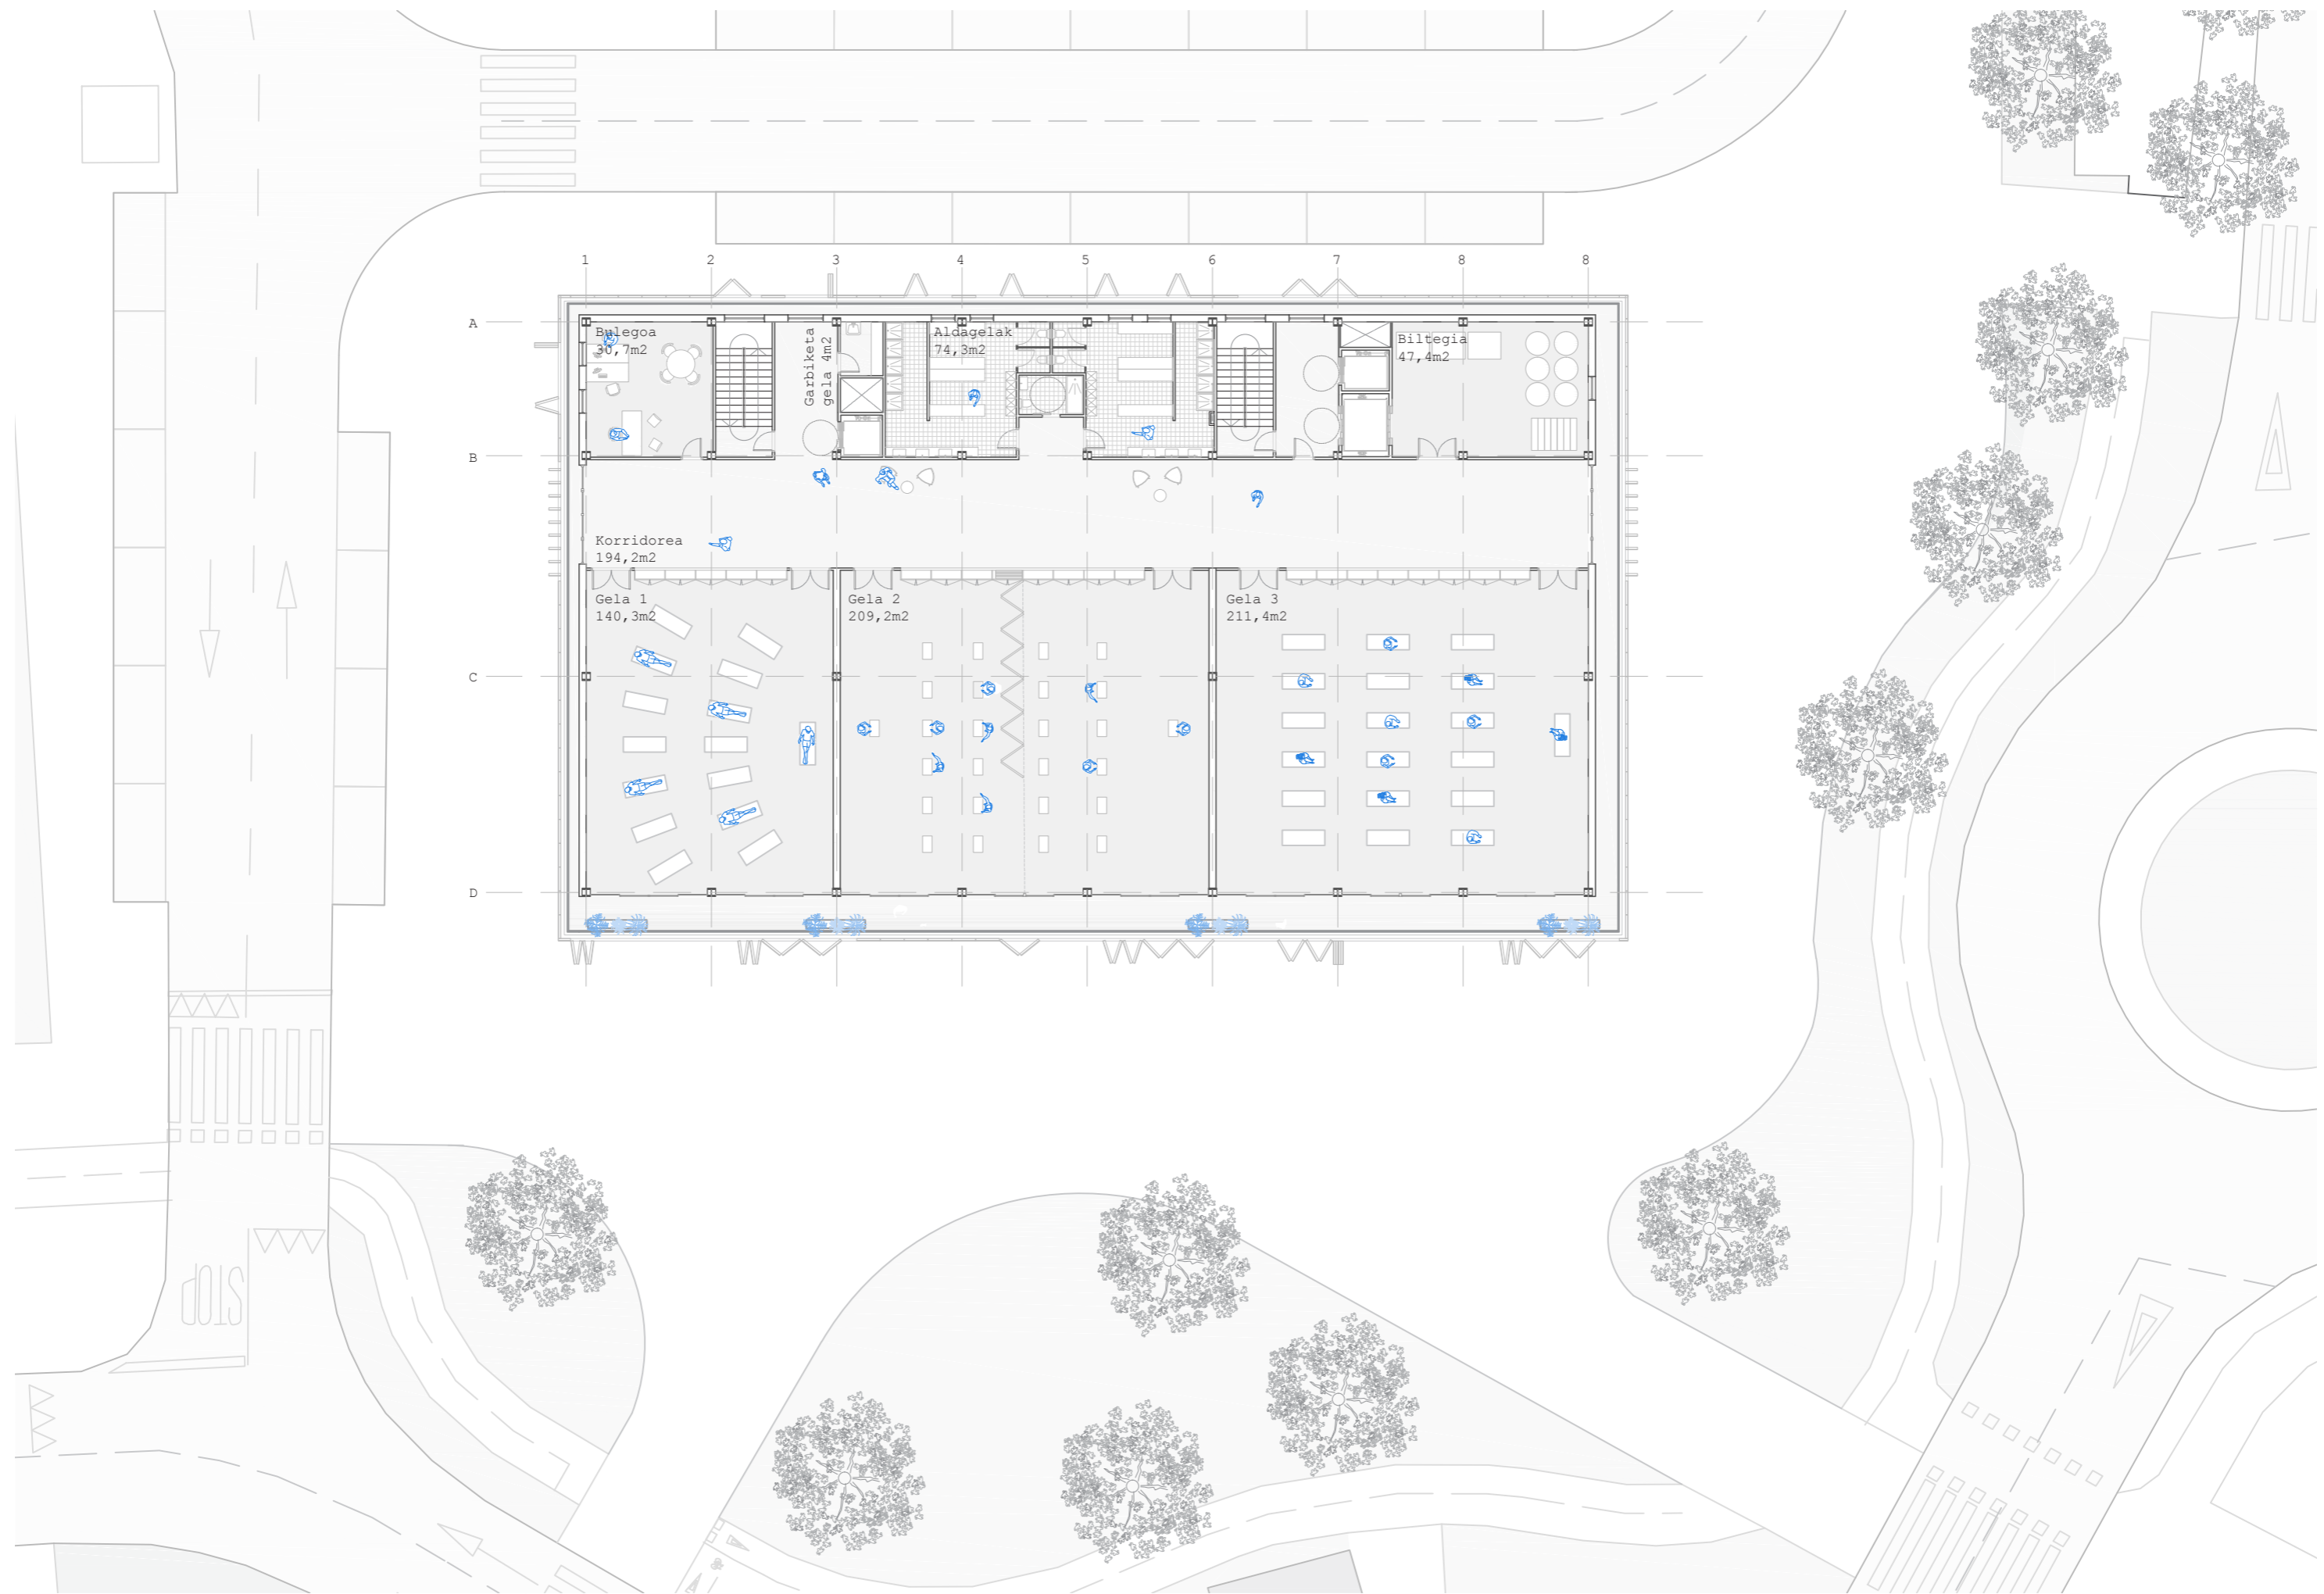 1 2 3 4 5 6 7 8 8
A
Bulegoa
30,7m2
Garbiketa
gela 4m2
Aldagelak
74,3m2
Biltegia
47,4m2
B
Korridorea
194,2m2
Gela 1
140,3m2
Gela 2
209,2m2
Gela 3
211,4m2
C
D
STOP